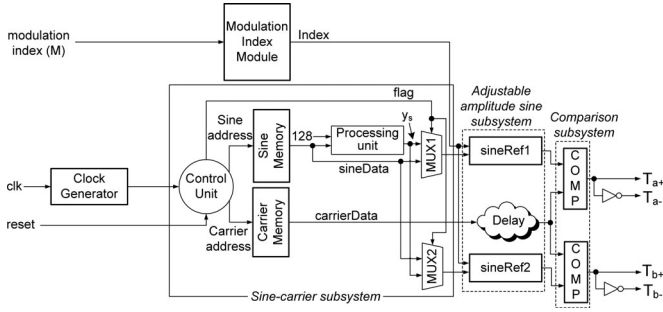 modulation
index (M)
Modulation
Index
Module
Index
flag
Adjustable
amplitude sine
subsystem
Comparison
subsystem
Sine
address
Sine
Memory
128
Processing
unit
ys
sineData
MUX1
sineRef1
COMP
Ta+
Ta-
clk
Clock
Generator
Control
Unit
reset
Carrier
address
Carrier
Memory
carrierData
Delay
MUX2
sineRef2
COMP
Tb+
Tb-
Sine-carrier subsystem